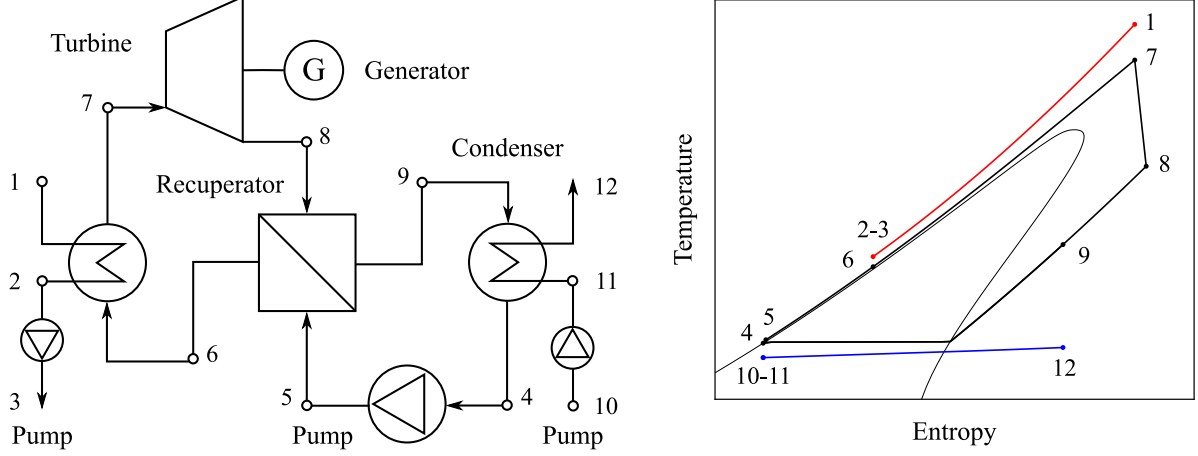 Turbine
G
Generator
7
8
Condenser
1
Recuperator
9
12
2
11
6
3
5
4
10
Pump
Pump
Pump
Temperature
1
7
8
2-3
6
9
5
4
10-11
12
Entropy